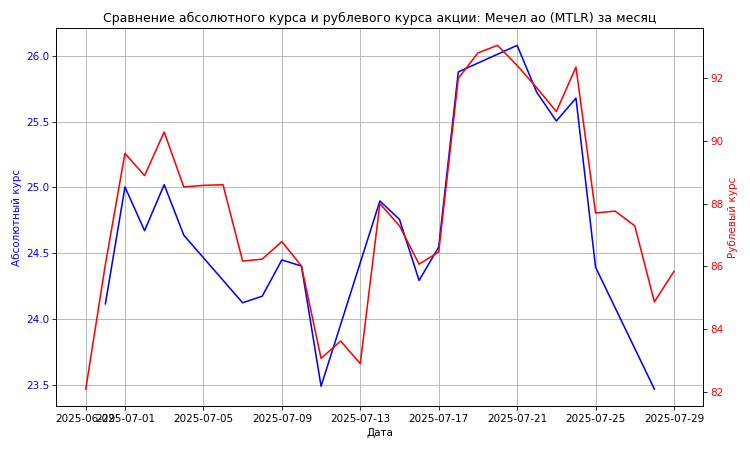 Сравнение абсолютного курса и рублевого курса акции: Мечел ао (MTLR) за месяц
26.0
25.5
25.0
24.5
24.0
23.5
Абсолютный курс
92
90
88
86
84
82
Рублевый курс
2025-06-29 2025-07-01 2025-07-05 2025-07-09 2025-07-13 2025-07-17 2025-07-21 2025-07-25 2025-07-29
Дата